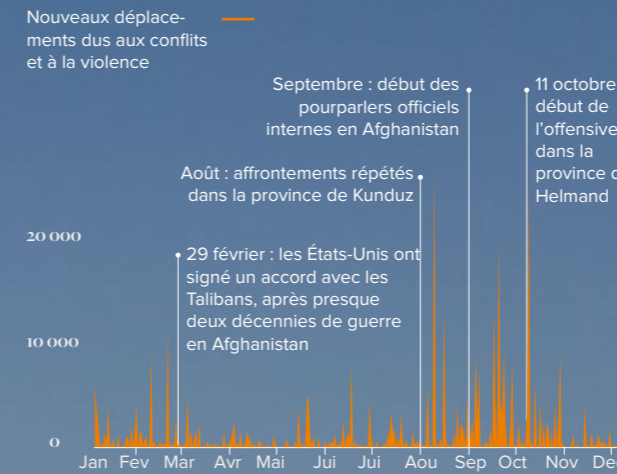 Nouveaux déplace-
ments dus aux conflits
et à la violence
Septembre : début des
pourparlers officiels
internes en Afghanistan
11 octobre
début de
l'offensive
dans la
province d
Helmand
Août : affrontements répétés
dans la province de Kunduz
29 février : les États-Unis ont
signé un accord avec les
Talibans, après presque
deux décennies de guerre
en Afghanistan
20 000
10 000
0
Jan Fev Mar Avr Mai Jui Jui Aou Sep Oct Nov De